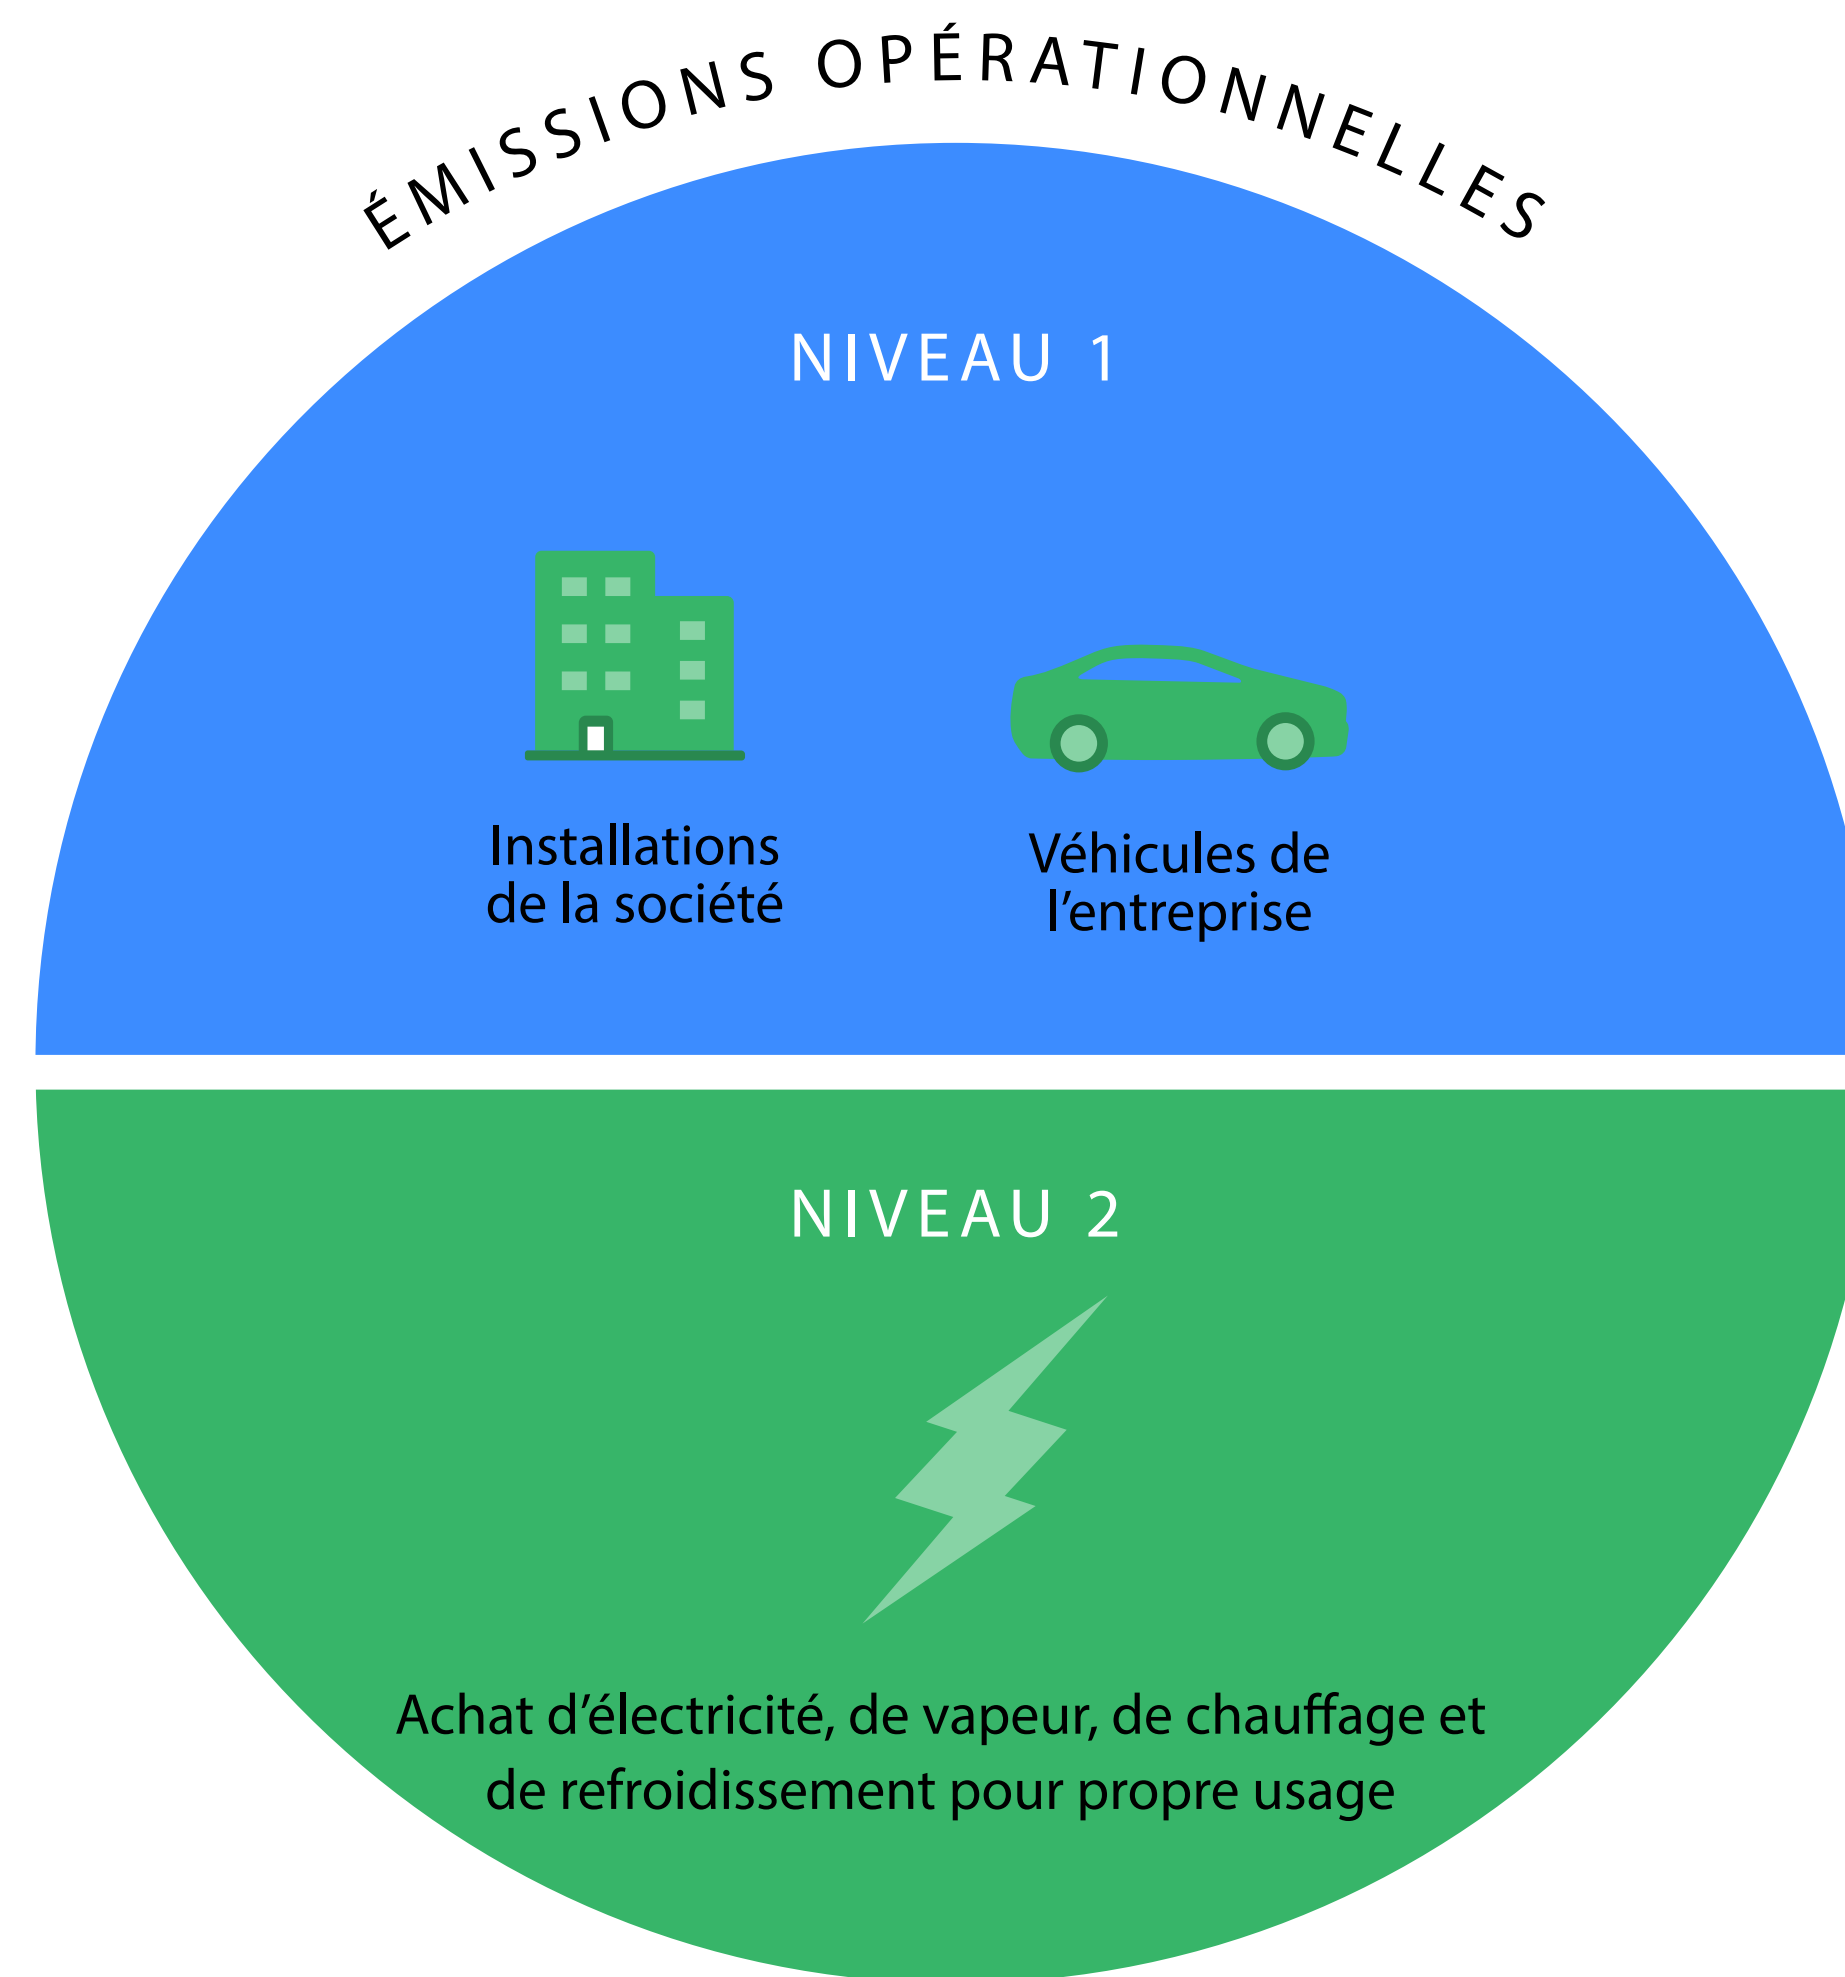 ÉMISSIONS OPÉRATIONNELLES
NIVEAU 1
Installations
de la société
Véhicules de
l’entreprise
NIVEAU 2
Achat d’électricité, de vapeur, de chauffage et
de refroidissement pour propre usage